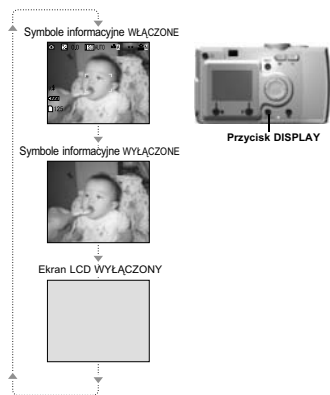 Symbole informacyjne WŁĄCZONE
Przycisk DISPLAY
Symbole informacyjne WYŁĄCZONE
Ekran LCD WYŁĄCZONY